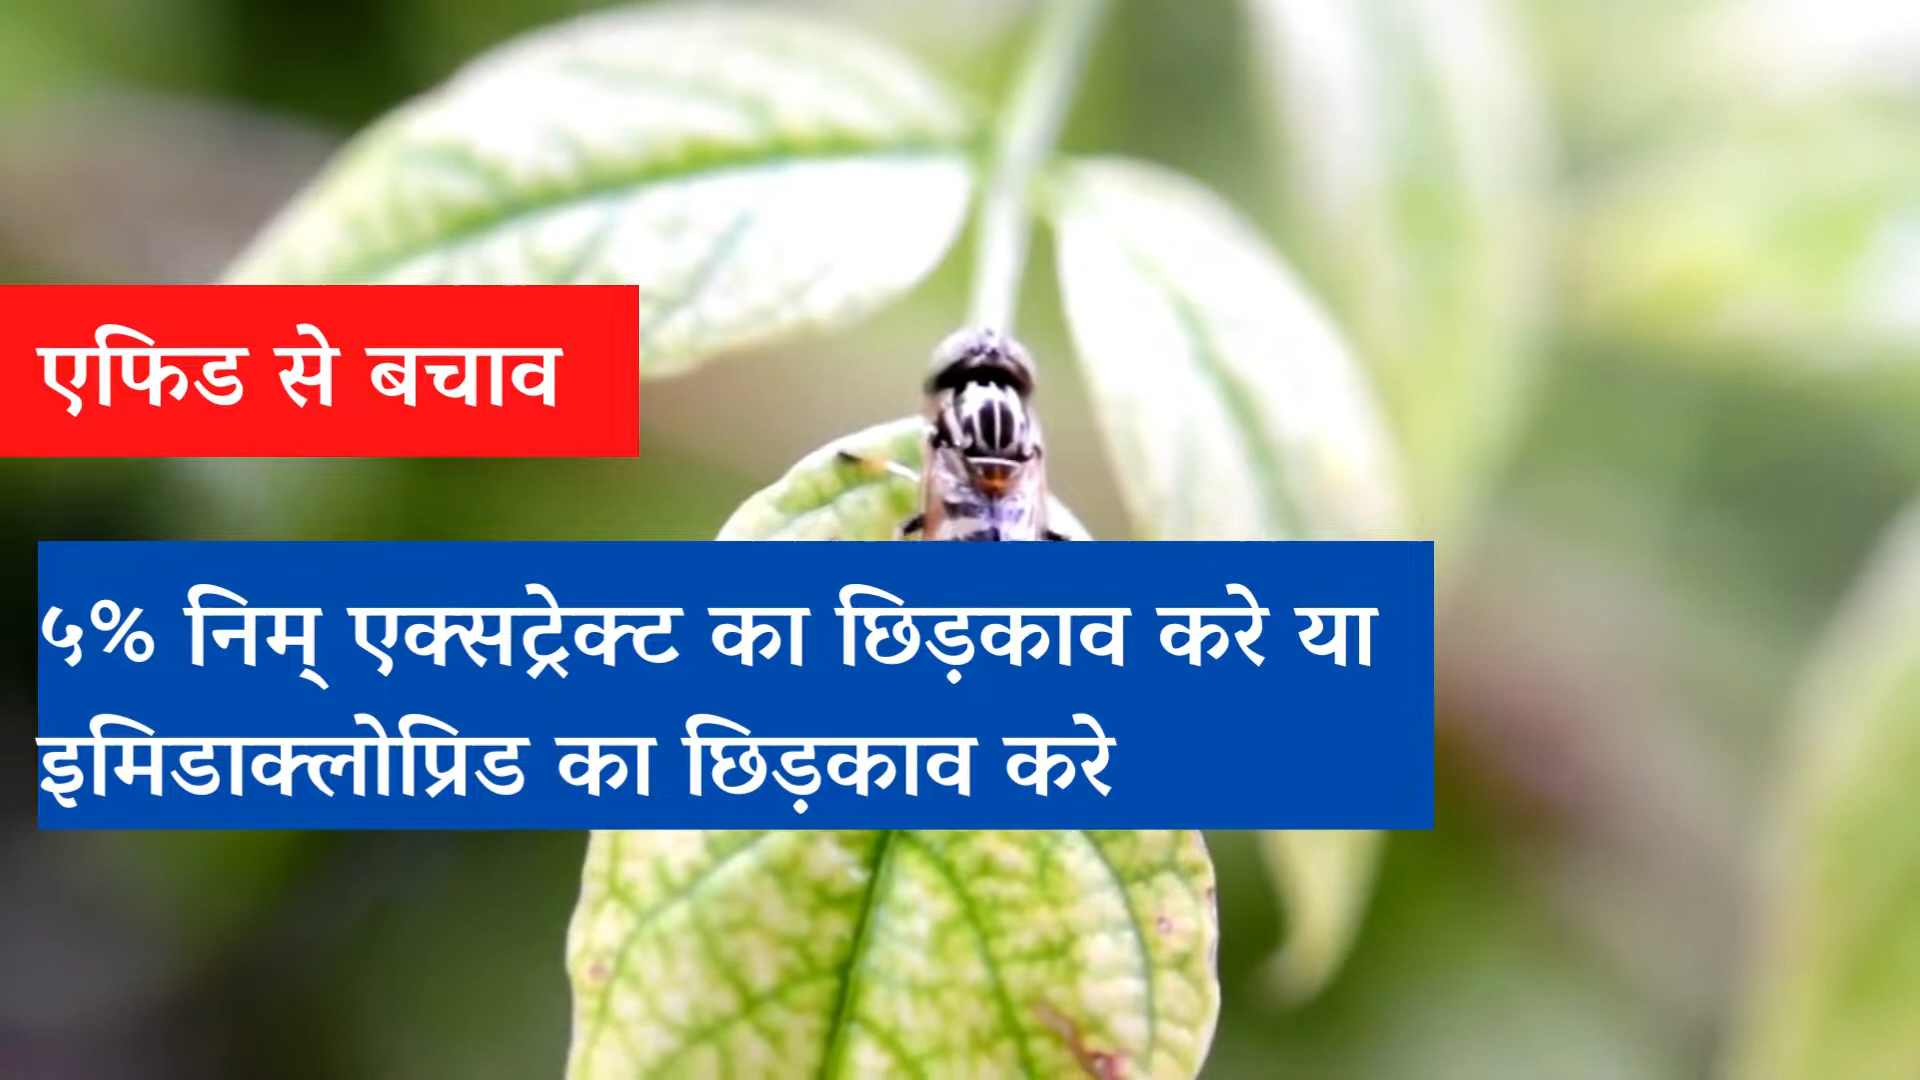 एफिड से बचाव
५% निम् एक्सट्रेक्ट का छिड़काव करे या
इमिडाक्लोप्रिड का छिड़काव करे